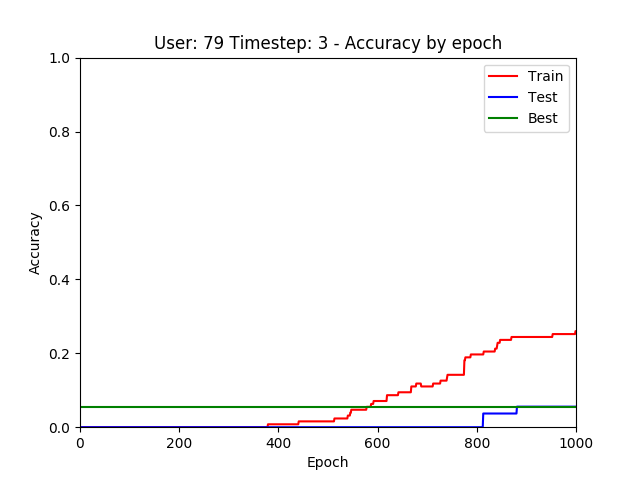 User: 79 Timestep: 3 - Accuracy by epoch
1.0
0.8
0.6
0.4
0.2
0.0
Accuracy
Train
Test
Best
0 200 400 600 800 1000
Epoch